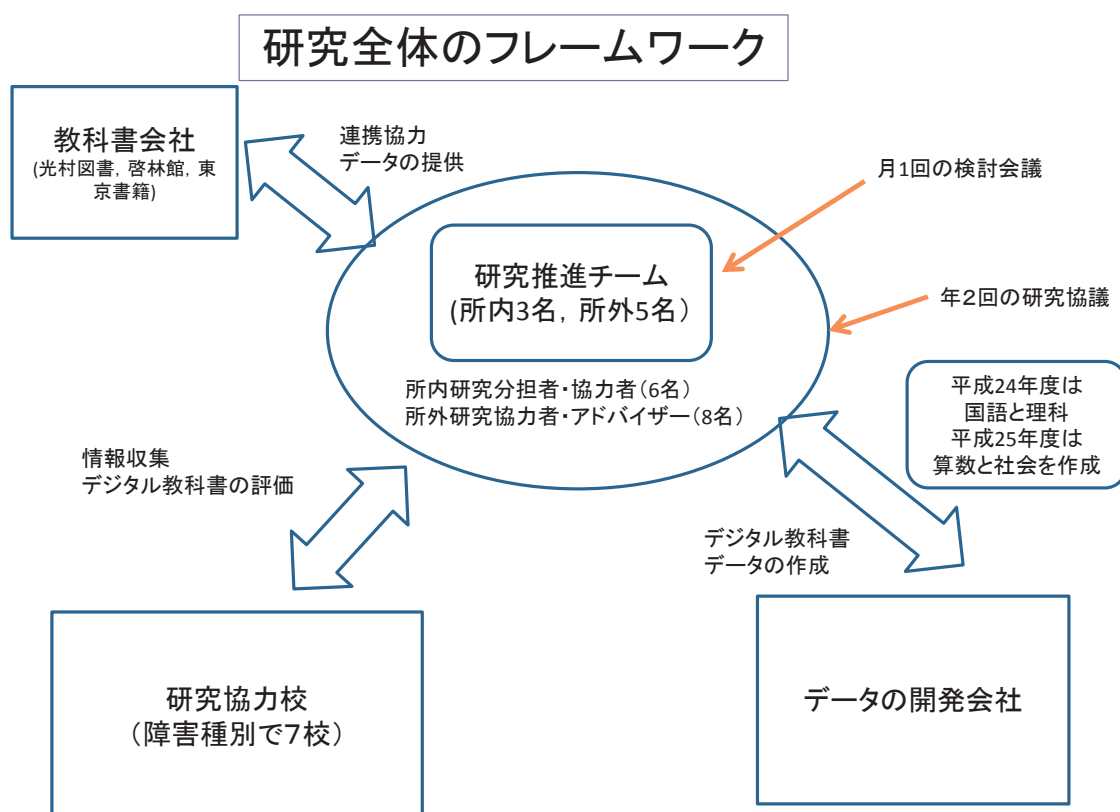 研究全体のフレームワーク
教科書会社
(光村図書, 啓林館, 東
京書籍)
連携協力
データの提供
月1回の検討会議
研究推進チーム
(所内3名, 所外5名)
年２回の研究協議
所内研究分担者・協力者(6名)
所外研究協力者・アドバイザー(8名)
平成24年度は
国語と理科
平成25年度は
算数と社会を作成
情報収集
デジタル教科書の評価
デジタル教科書
データの作成
研究協力校
(障害種別で７校)
データの開発会社